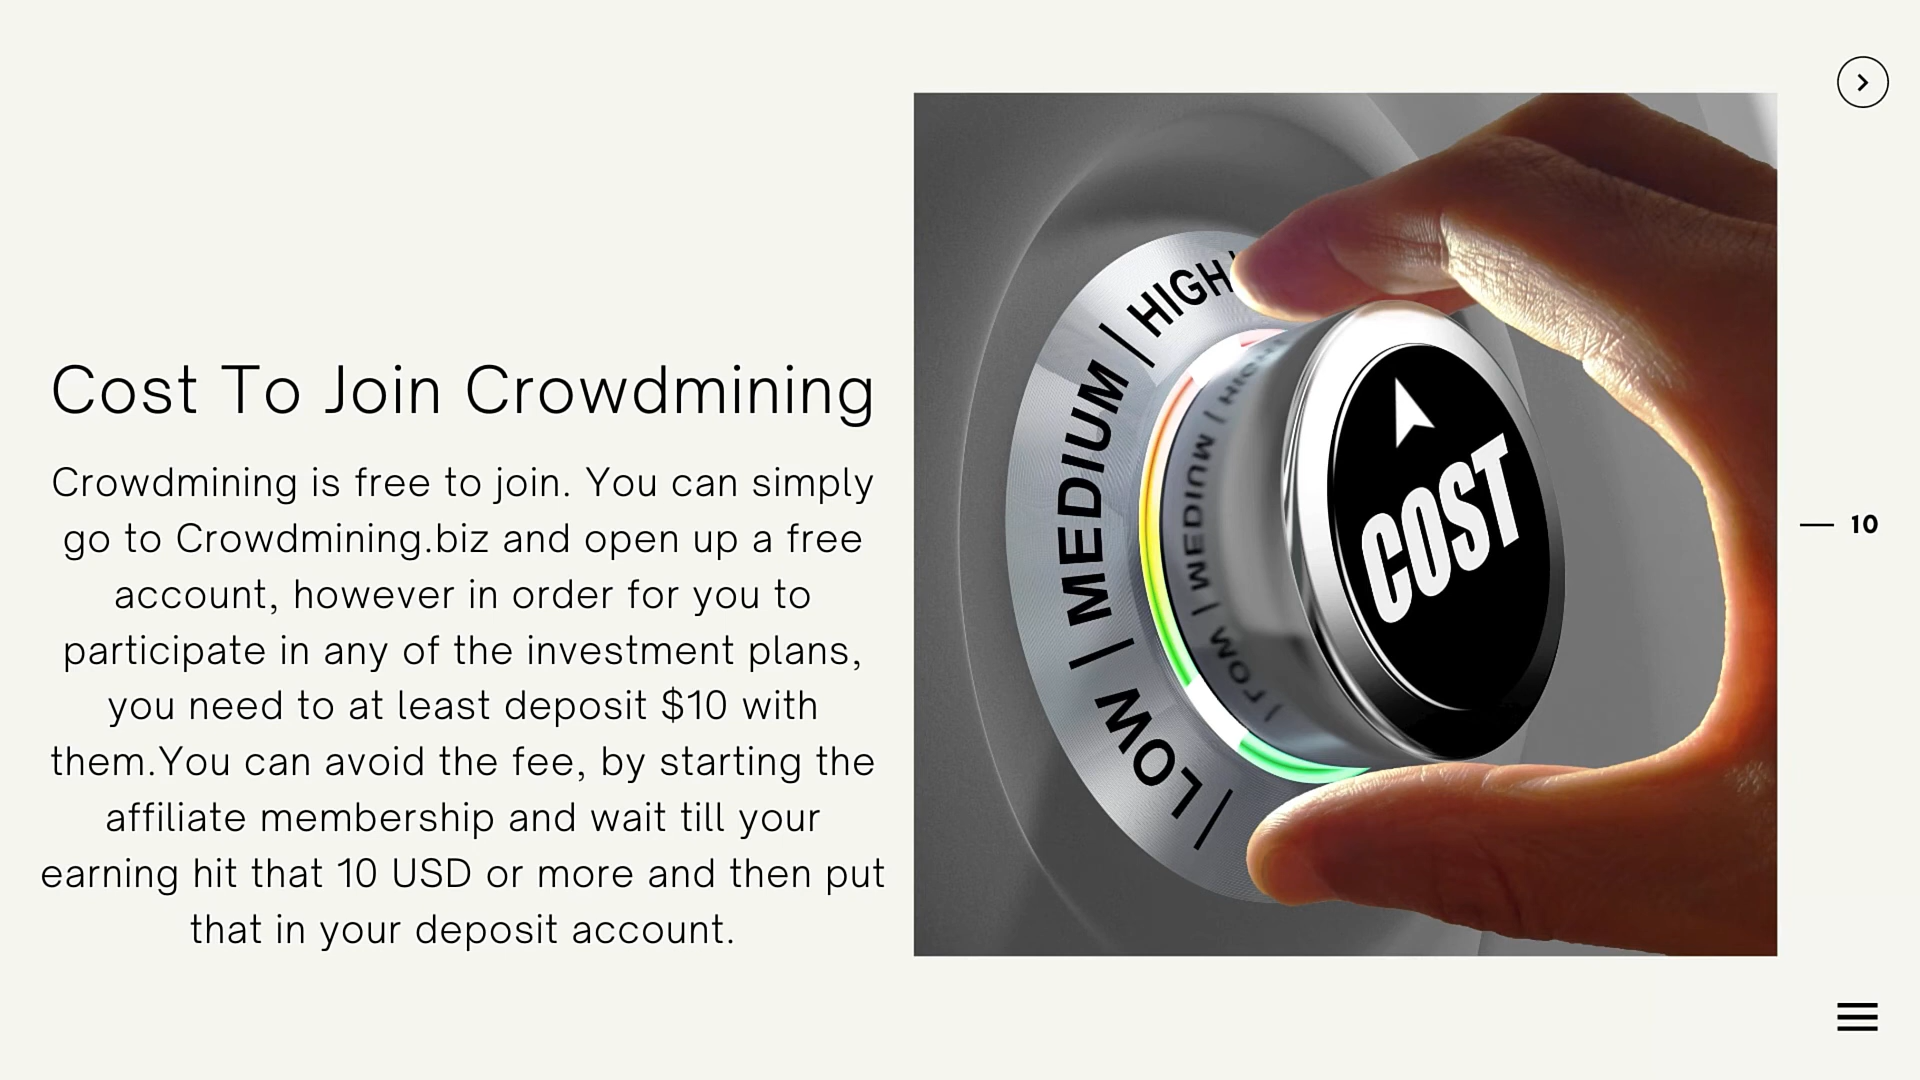 Cost To Join Crowdmining
Crowdmining is free to join. You can simply
go to Crowdmining.biz and open up a free
account, however in order for you to
participate in any of the investment plans,
you need to at least deposit $10 with
them.You can avoid the fee, by starting the
affiliate membership and wait till your
earning hit that 10 USD or more and then put
that in your deposit account.
| LOW | MEDIUM | HIGH |
COST
10